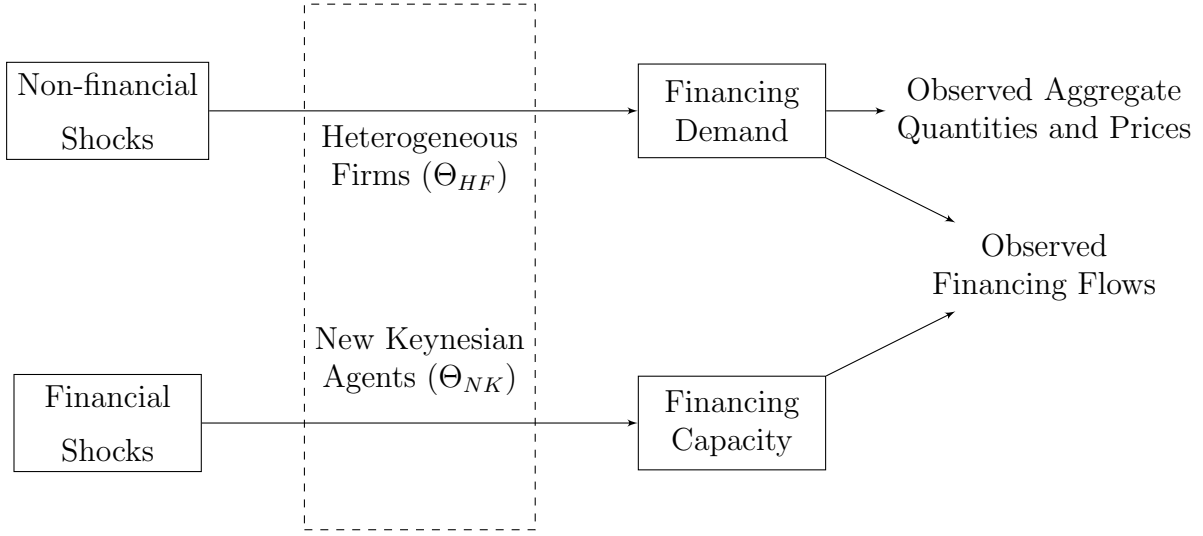 Non-financial
Shocks
Heterogeneous
Firms (Θ_HF)
Financing
Demand
Observed Aggregate
Quantities and Prices
Observed
Financing Flows
New Keynesian
Agents (Θ_NK)
Financial
Shocks
Financing
Capacity